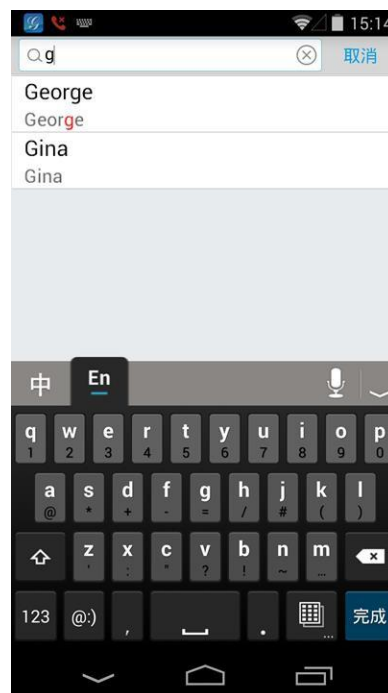 15:14
g 取消
George
George
Gina
Gina
中 En
q w e r t y u i o p
1 2 3 4 5 6 7 8 9 0
a s d f g h j k l
@ * + - = / # ( )
z x c v b n m
' : " ? ! ~ ...
123 @:) , . ... 完成